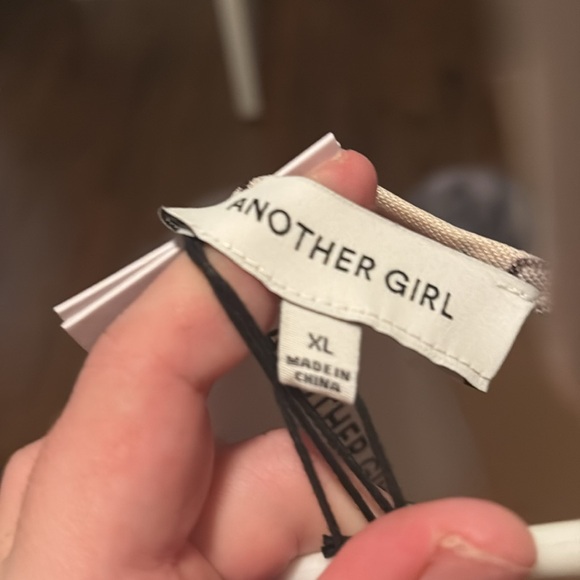 ANOTHER GIRL
XL
MADE IN
CHINA